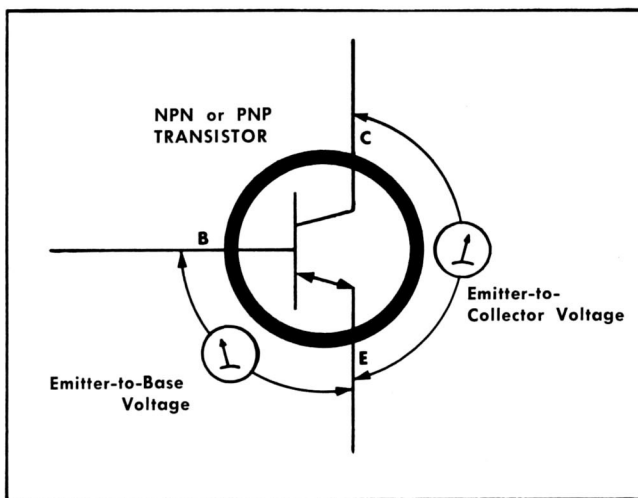 NPN or PNP
TRANSISTOR
C
B
Emitter-to-
Collector Voltage
E
Emitter-to-Base
Voltage